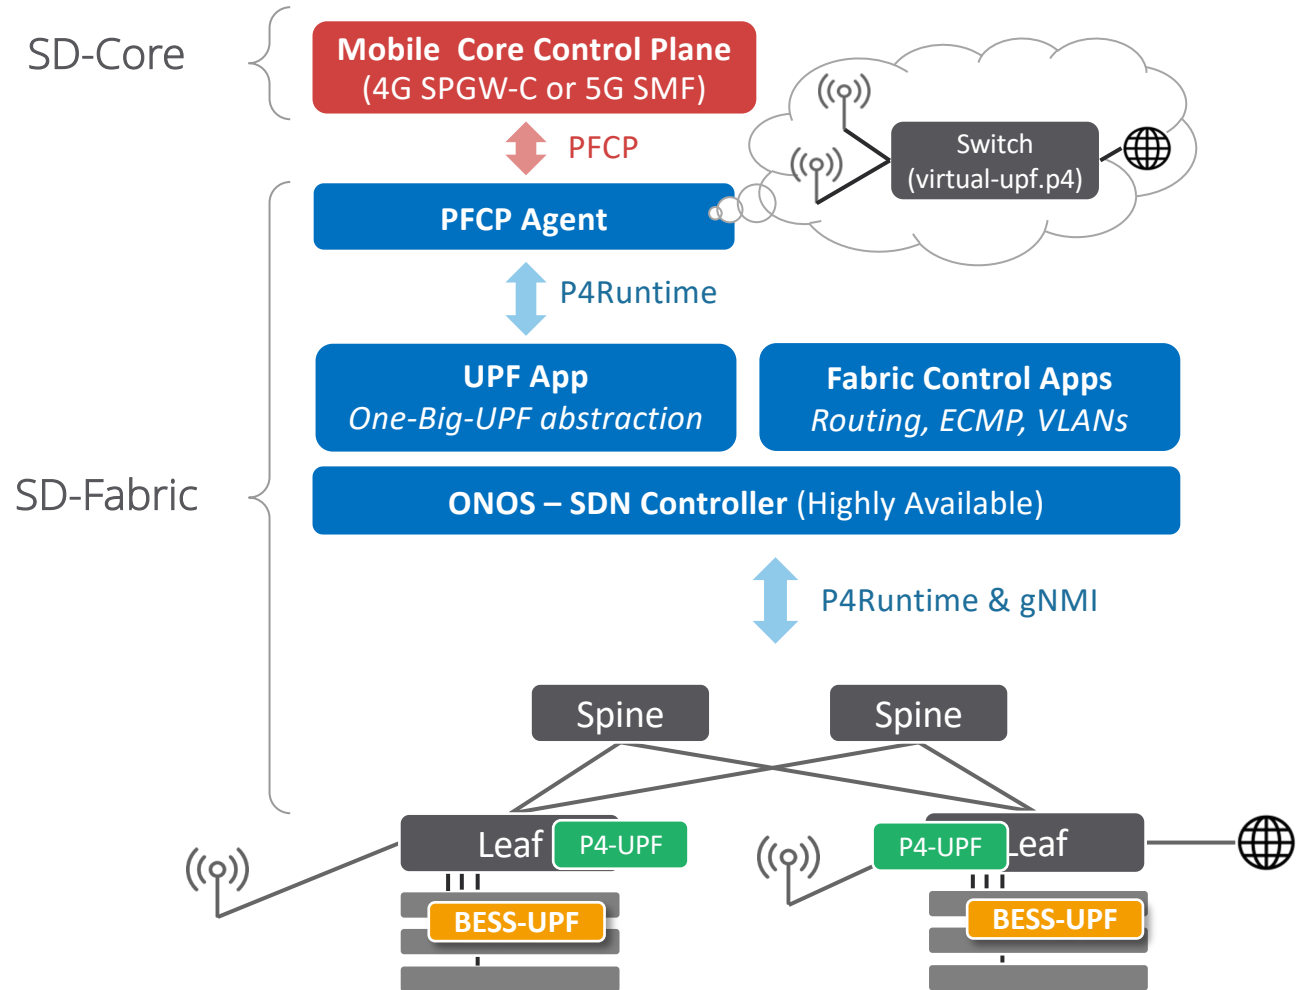 SD-Core
Mobile Core Control Plane
(4G SPGW-C or 5G SMF)
PFCP
Switch
(virtual-upf.p4)
PFCP Agent
P4Runtime
UPF App
One-Big-UPF abstraction
Fabric Control Apps
Routing, ECMP, VLANs
SD-Fabric
ONOS – SDN Controller (Highly Available)
P4Runtime & gNMI
Spine
Spine
Leaf
P4-UPF
P4-UPF
Leaf
BESS-UPF
BESS-UPF